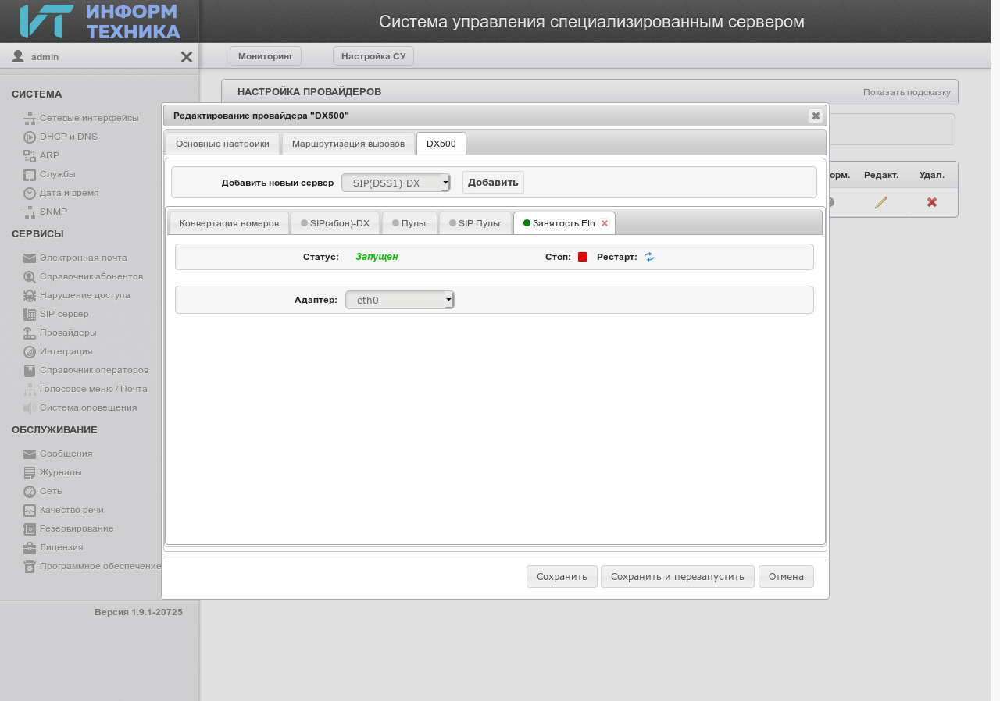 ИНФОРМ
ТЕХНИКА
Система управления специализированным сервером
admin
Мониторинг
Настройка СУ
СИСТЕМА
Сетевые интерфейсы
DHCP и DNS
ARP
Службы
Дата и время
SNMP
СЕРВИСЫ
Электронная почта
Справочник абонентов
Нарушение доступа
SIP-сервер
Провайдеры
Интеграция
Справочник операторов
Голосовое меню / Почта
Система оповещения
ОБСЛУЖИВАНИЕ
Сообщения
Журналы
Сеть
Качество речи
Резервирование
Лицензия
Программное обеспечение
Версия 1.9.1-20725
НАСТРОЙКА ПРОВАЙДЕРОВ
Показать подсказку
орм. Редакт. Удал.
Редактирование провайдера "DX500"
Основные настройки
Маршрутизация вызовов
DX500
Добавить новый сервер SIP(DSS1)-DX Добавить
Конвертация номеров
SIP(абон)-DX
Пульт
SIP Пульт
Занятость Eth
Статус: Запущен Стоп: Рестарт:
Адаптер: eth0
Сохранить
Сохранить и перезапустить
Отмена